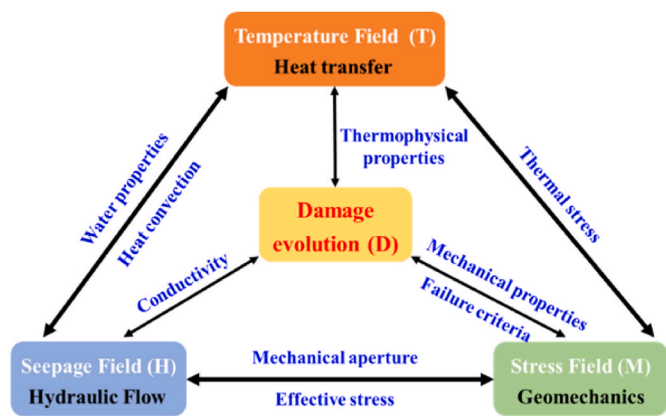 Temperature Field (T)
Heat transfer
Water properties
Heat convection
Thermophysical
properties
Thermal stress
Damage
evolution (D)
Conductivity
Mechanical properties
Failure criteria
Seepage Field (H)
Hydraulic Flow
Mechanical aperture
Effective stress
Stress Field (M)
Geomechanics